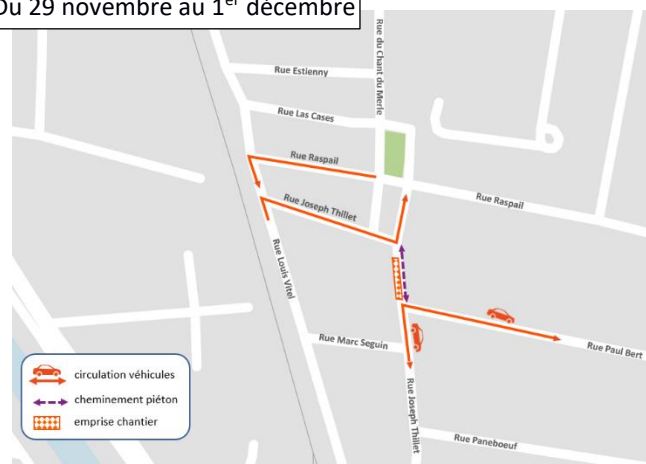 Du 29 novembre au 1er décembre
Rue du Chant du Merle
Rue Estienny
Rue Las Cases
Rue Raspail
Rue Raspail
Rue Joseph Thillet
Rue Louis Vitel
Rue Marc Seguin
Rue Paul Bert
Rue Joseph Thillet
Rue Paneboeuf
circulation véhicules
cheminement piéton
emprise chantier